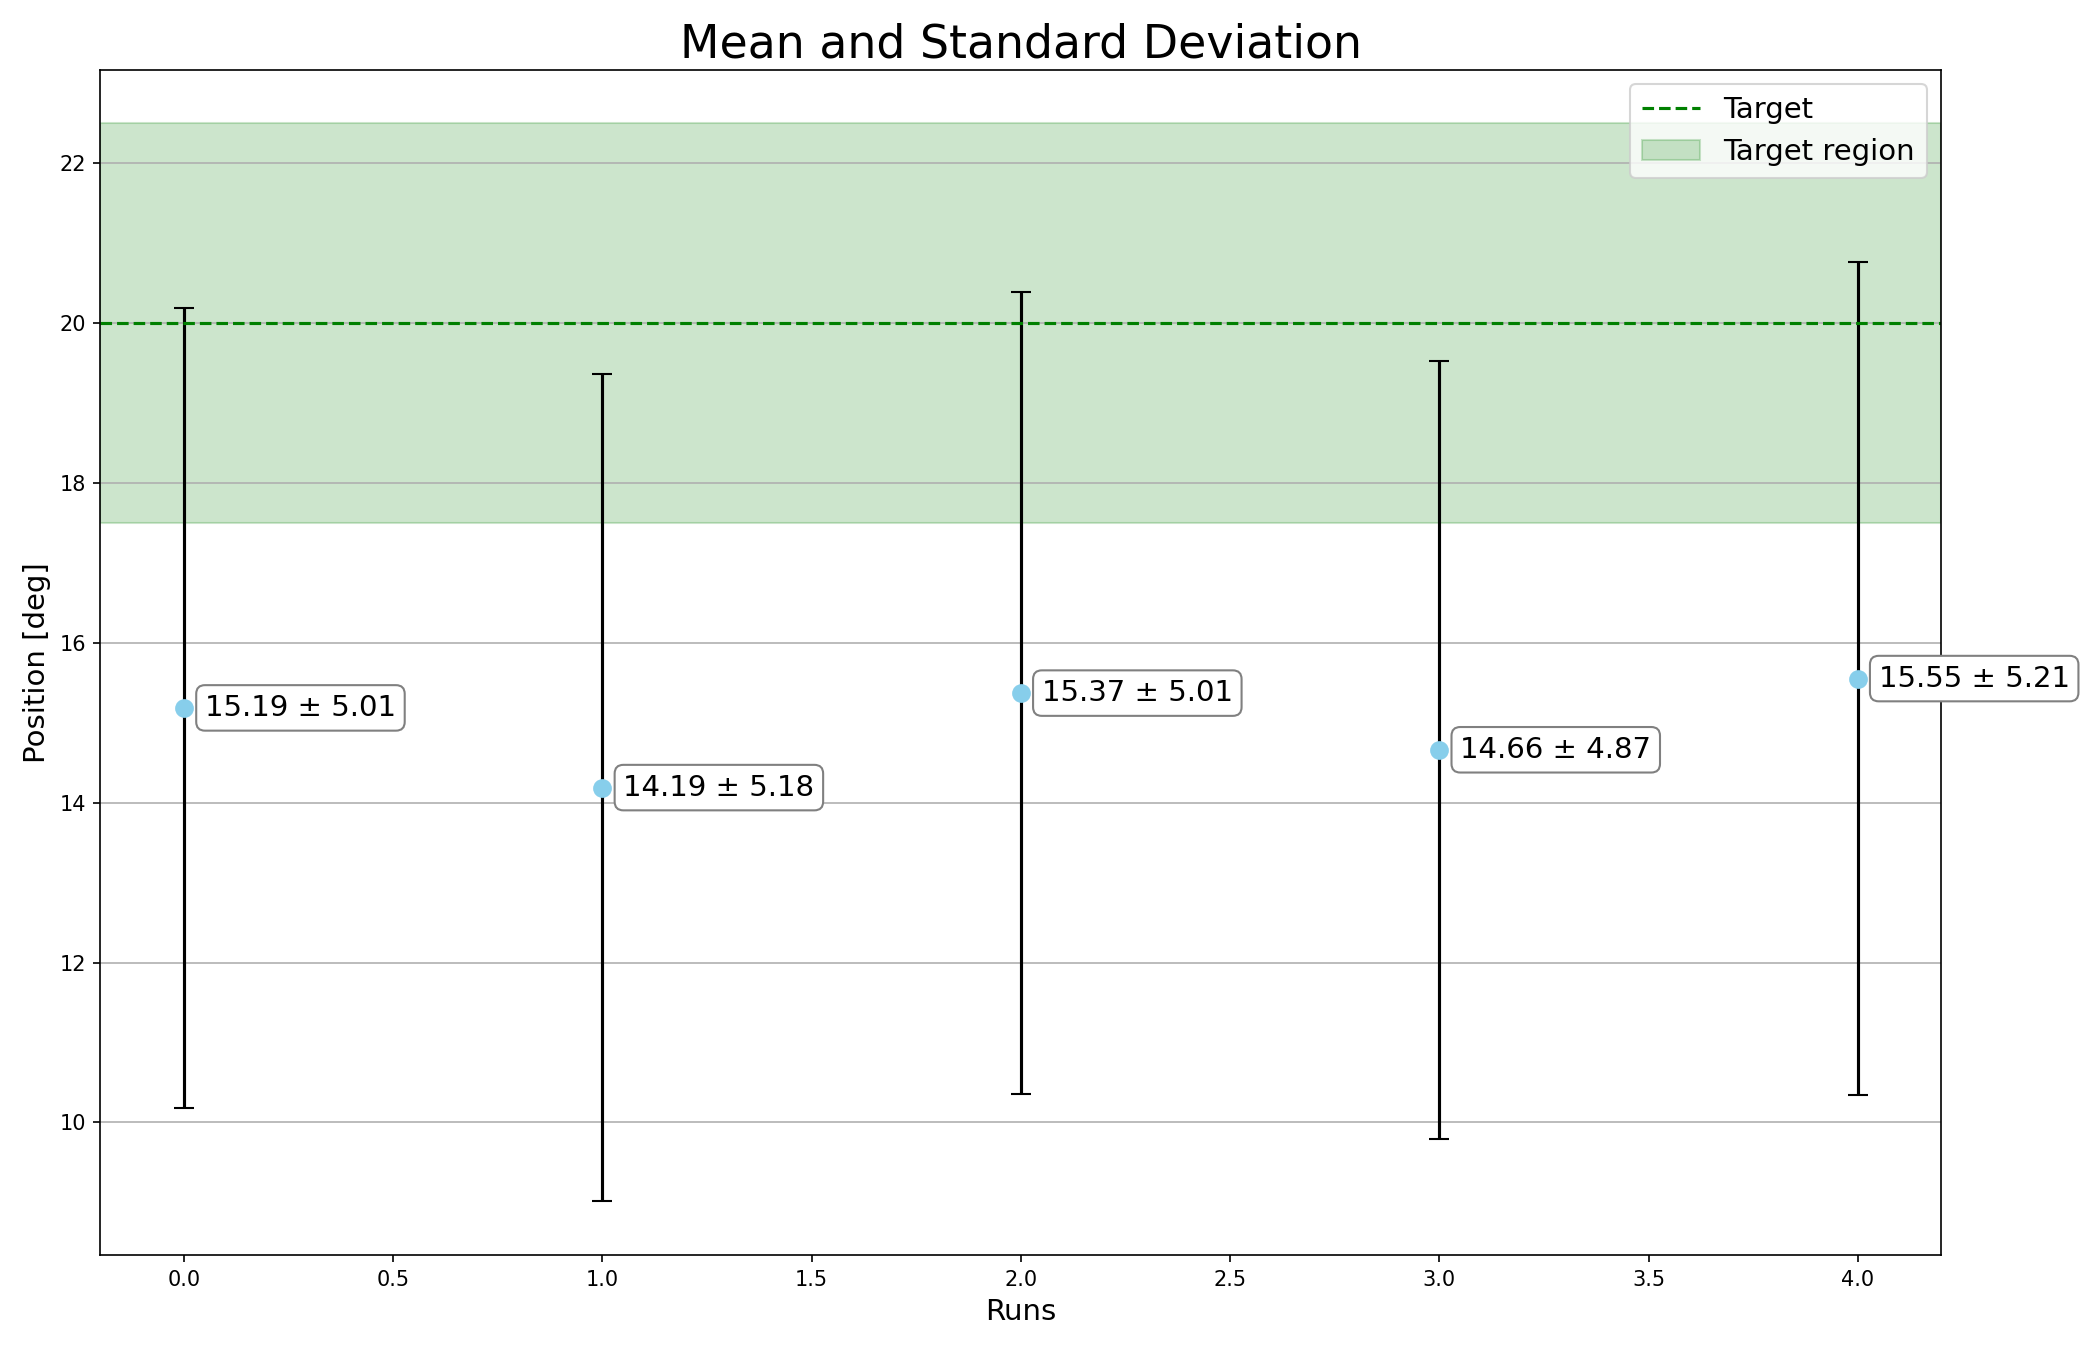 Mean and Standard Deviation
Target
Target region
22
20
18
16
14
12
10
Position [deg]
15.19 ± 5.01
14.19 ± 5.18
15.37 ± 5.01
14.66 ± 4.87
15.55 ± 5.21
0.0 0.5 1.0 1.5 2.0 2.5 3.0 3.5 4.0
Runs